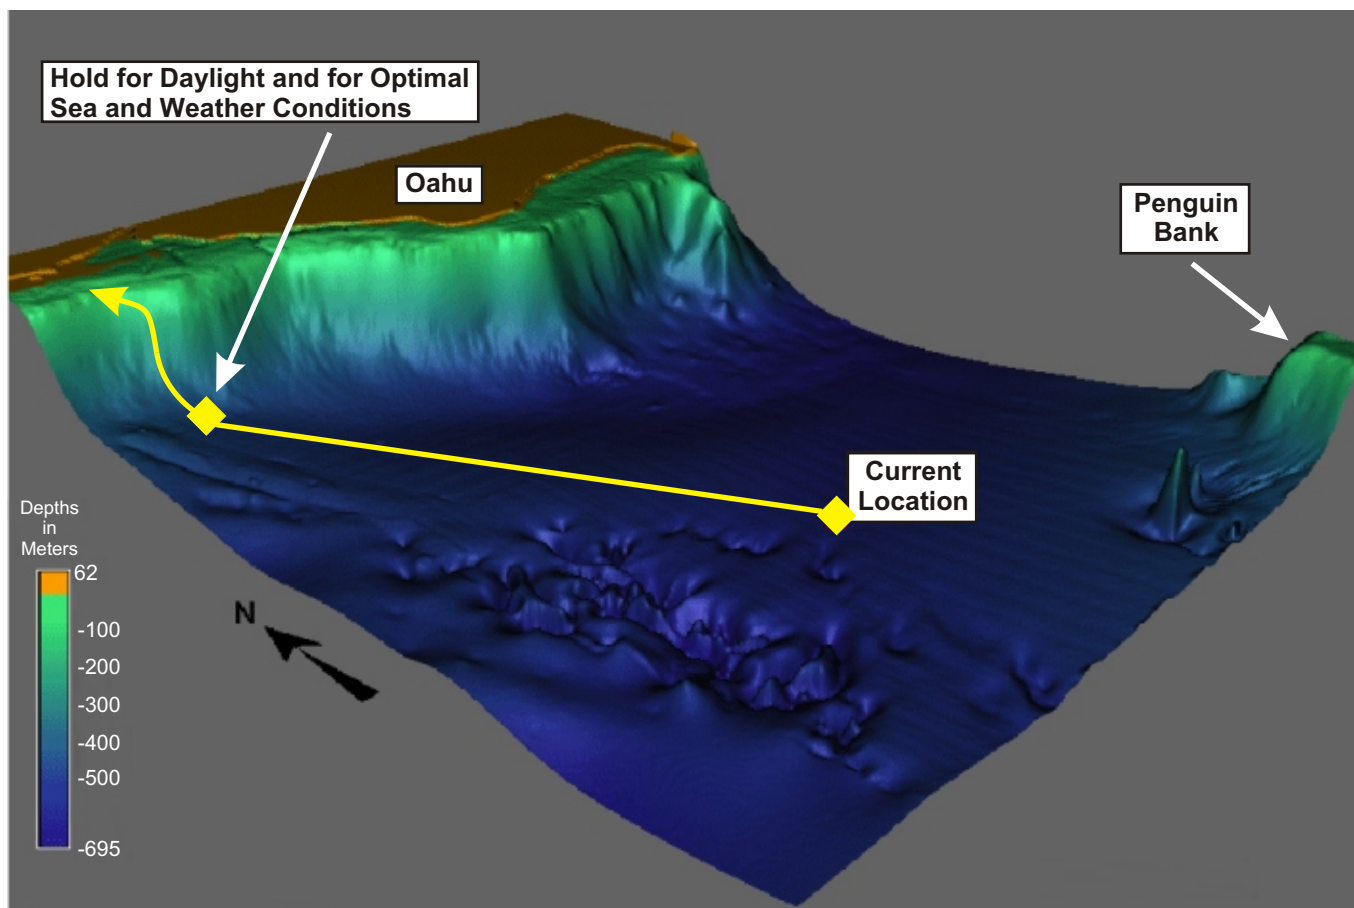 Hold for Daylight and for Optimal
Sea and Weather Conditions
Oahu
Penguin
Bank
Current
Location
Depths
in
Meters
62
-100
-200
-300
-400
-500
-695
N